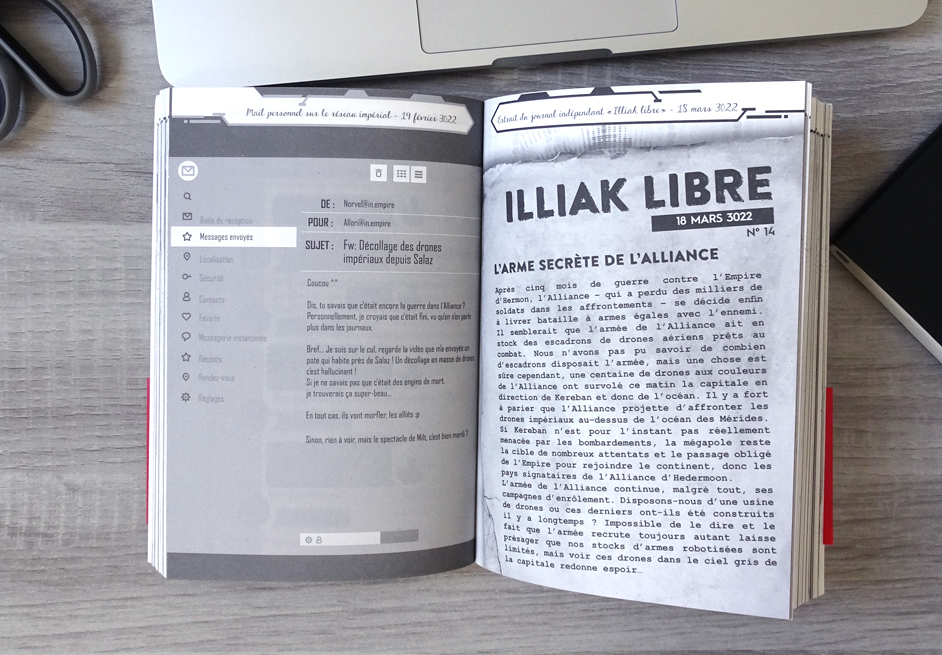 Mail personnel sur le réseau impérial - 19 février 3022
Boîte de réception
Messages envoyés
Localisation
Sécurité
Contacts
Favoris
Messagerie instantanée
Récents
Rendez-vous
Réglages
DE : Norvell@in.empire
POUR : Allori@in.empire
SUJET : Fw: Décollage des drones
impériaux depuis Salaz
Coucou ^^
Dis, tu savais que c'était encore la guerre dans l'Alliance ?
Personnellement, je croyais que c'était fini, vu qu'on n'en parle
plus dans les journaux.
Bref... Je suis sur le cul, regarde la vidé que m'a envoyée un
pote qui habite près de Salaz ! Un décollage en masse de drones
c'est hallucinant !
Si je ne savais pas que c'était des engins de mort,
je trouverais ça super-beau...
En tout cas, ils vont morfler, les alliés :p
Sinon, rien à voir, mais le spectacle de Milt, c'est bien mardi ?
Extrait du journal indépendant « Illiak libre » - 18 mars 3022
ILLIAK LIBRE
18 MARS 3022
N° 14
L'ARME SECRÈTE DE L'ALLIANCE
Après cinq mois de guerre contre l'Empire
d'Hermon, l'Alliance – qui a perdu des milliers de
soldats dans les affrontements – se décide enfin
à livrer bataille à armes égales avec l'ennemi.
Il semblerait que l'armée de l'Alliance ait en
stock des escadrons de drones aériens prêts au
combat. Nous n'avons pas pu savoir de combien
d'escadrons disposait l'armée, mais une chose est
sûre cependant, une centaine de drones aux couleurs
de l'Alliance ont survolé ce matin la capitale en
direction de Kereban et donc de l'océan. Il y a fort
à parier que l'Alliance projette d'affronter les
drones impériaux au-dessus de l'océan des Mérides.
Si Kereban n'est pour l'instant pas réellement
menacée par les bombardements, la mégapole reste
la cible de nombreux attentats et le passage obligé
de l'Empire pour rejoindre le continent, donc les
pays signataires de l'Alliance d'Hedermoon.
L'armée de l'Alliance continue, malgré tout, ses
campagnes d'enrôlement. Disposons-nous d'une usine
de drones ou ces derniers ont-ils été construits
il y a longtemps ? Impossible de le dire et le
fait que l'armée recrute toujours autant laisse
présager que nos stocks d'armes robotisées sont
limités, mais voir ces drones dans le ciel gris de
la capitale redonne espoir…